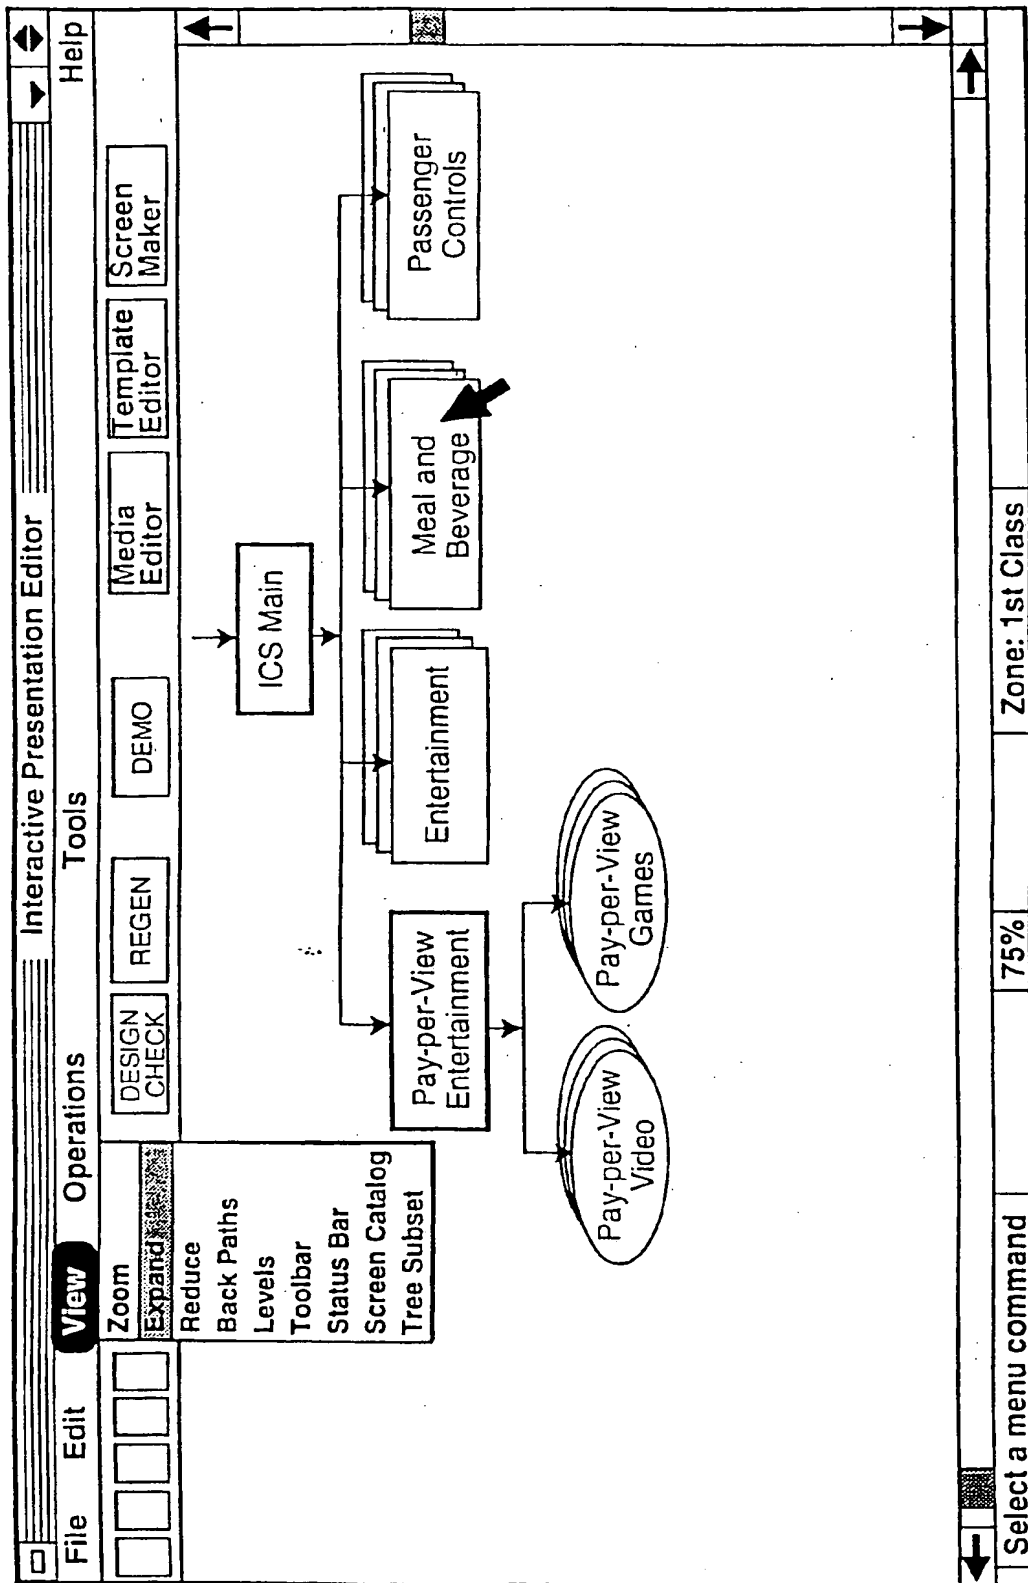 Interactive Presentation Editor
File Edit View Operations Tools Help
DESIGN
CHECK
REGEN
DEMO
Media
Editor
Template
Editor
Screen
Maker
Zoom
Expand
Reduce
Back Paths
Levels
Toolbar
Status Bar
Screen Catalog
Tree Subset
ICS Main
Pay-per-View
Entertainment
Entertainment
Meal and
Beverage
Passenger
Controls
Pay-per-View
Video
Pay-per-View
Games
Select a menu command
75%
Zone: 1st Class